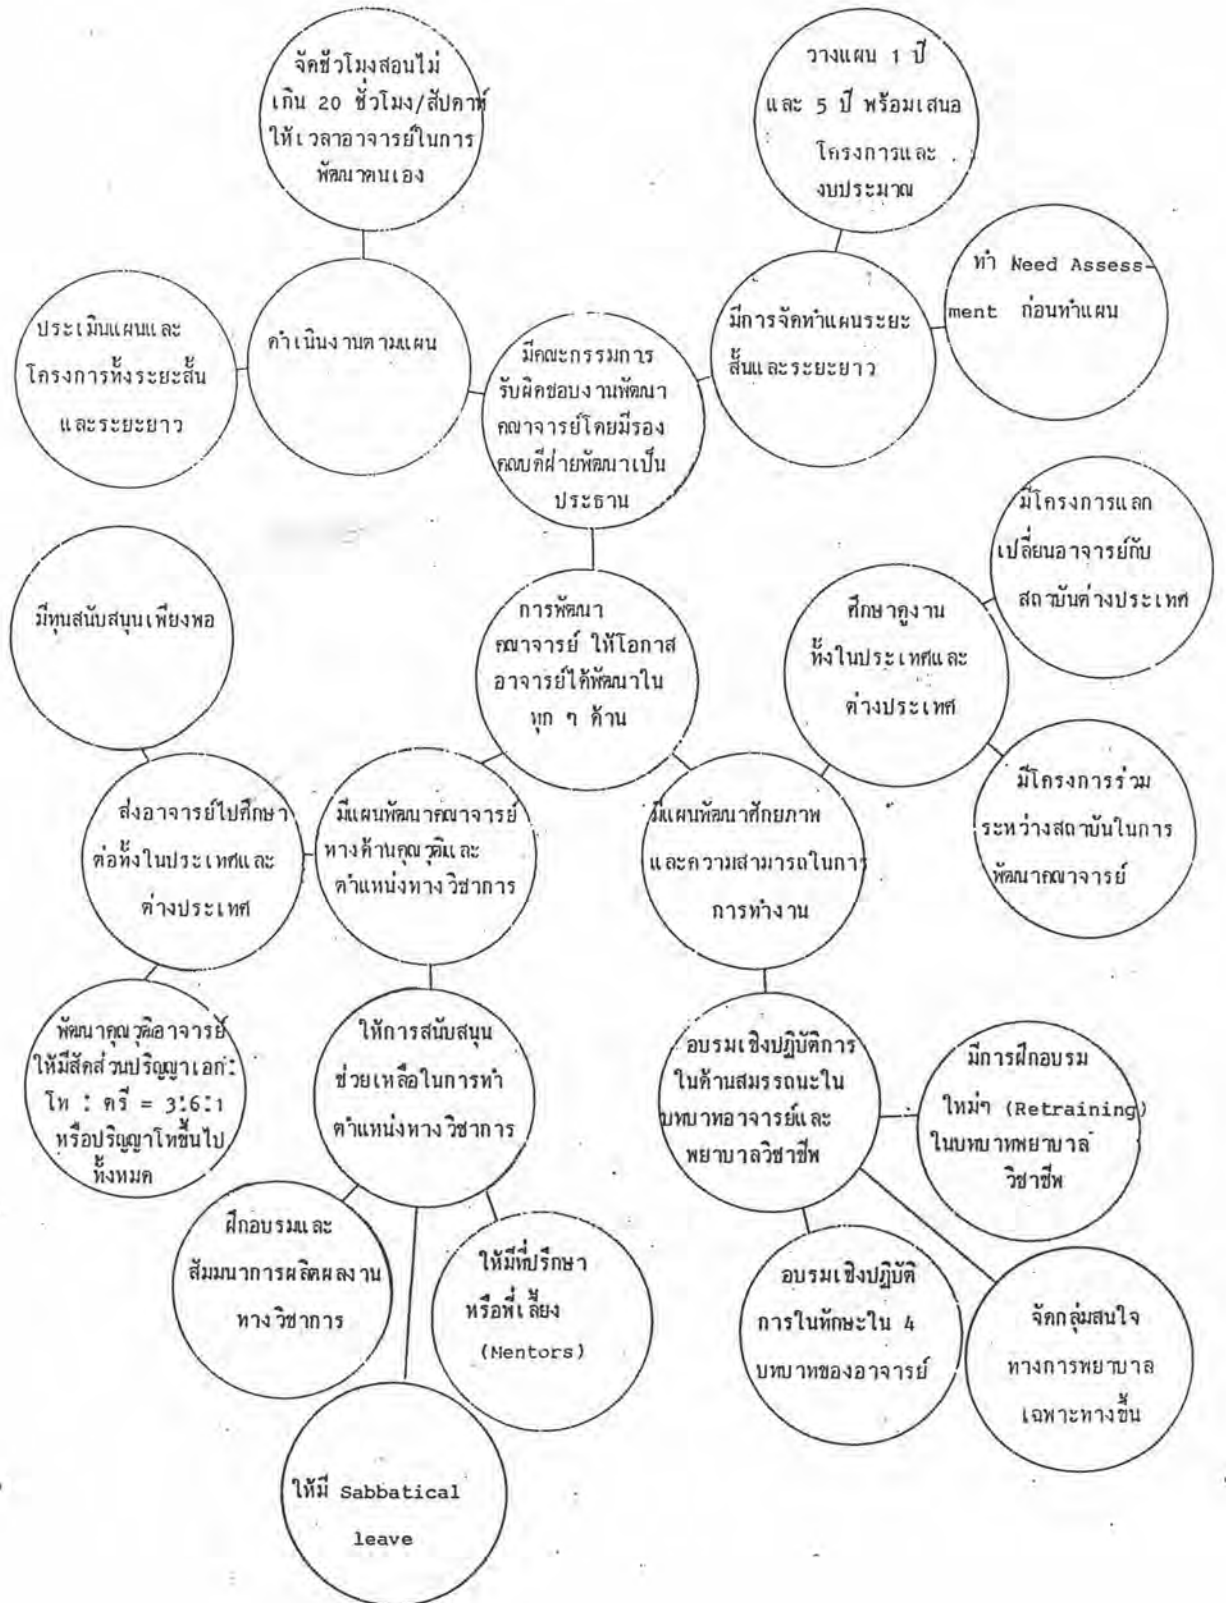 จัดชั่วโมงสอนไม่
เกิน 20 ชั่วโมง/สัปดาห์
ให้เวลาอาจารย์ในการ
พัฒนาตนเอง
วางแผน 1 ปี
และ 5 ปี พร้อมเสนอ
โครงการและ
งบประมาณ
ทำ Need Assess-
ment ก่อนทำแผน
มีการจัดทำแผนระยะ
สั้นและระยะยาว
ดำเนินงานตามแผน
ประเมินแผนและ
โครงการทั้งระยะสั้น
และระยะยาว
มีคณะกรรมการ
รับผิดชอบงานพัฒนา
คณาจารย์โดยมีรอง
คณบดีฝ่ายพัฒนาเป็น
ประธาน
มีโครงการแลก
เปลี่ยนอาจารย์กับ
สถาบันต่างประเทศ
มีทุนสนับสนุนเพียงพอ
การพัฒนา
คณาจารย์ ให้โอกาส
อาจารย์ได้พัฒนาใน
ทุก ๆ ด้าน
ศึกษาดูงาน
ทั้งในประเทศและ
ต่างประเทศ
มีโครงการร่วม
ระหว่างสถาบันในการ
พัฒนาคณาจารย์
ส่งอาจารย์ไปศึกษา
ต่อทั้งในประเทศและ
ต่างประเทศ
มีแผนพัฒนาคณาจารย์
ทางด้านคุณวุฒิและ
ตำแหน่งทางวิชาการ
มีแผนพัฒนาศักยภาพ
และความสามารถในการ
การทำงาน
พัฒนาคุณวุฒิอาจารย์
ให้มีสัดส่วนปริญญาเอก:
โท : ตรี = 3:6:1
หรือปริญญาโทขึ้นไป
ทั้งหมด
ให้การสนับสนุน
ช่วยเหลือในการทำ
ตำแหน่งทางวิชาการ
อบรมเชิงปฏิบัติการ
ในด้านสมรรถนะใน
บทบาทอาจารย์และ
พยาบาลวิชาชีพ
มีการฝึกอบรม
ใหม่ๆ (Retraining)
ในบทบาทพยาบาล
วิชาชีพ
ฝึกอบรมและ
สัมมนาการผลิตผลงาน
ทางวิชาการ
ให้มีที่ปรึกษา
หรือพี่เลี้ยง
(Mentors)
อบรมเชิงปฏิบัติ
การในทักษะใน 4
บทบาทของอาจารย์
จัดกลุ่มสนใจ
ทางการพยาบาล
เฉพาะทางขึ้น
ให้มี Sabbatical
leave